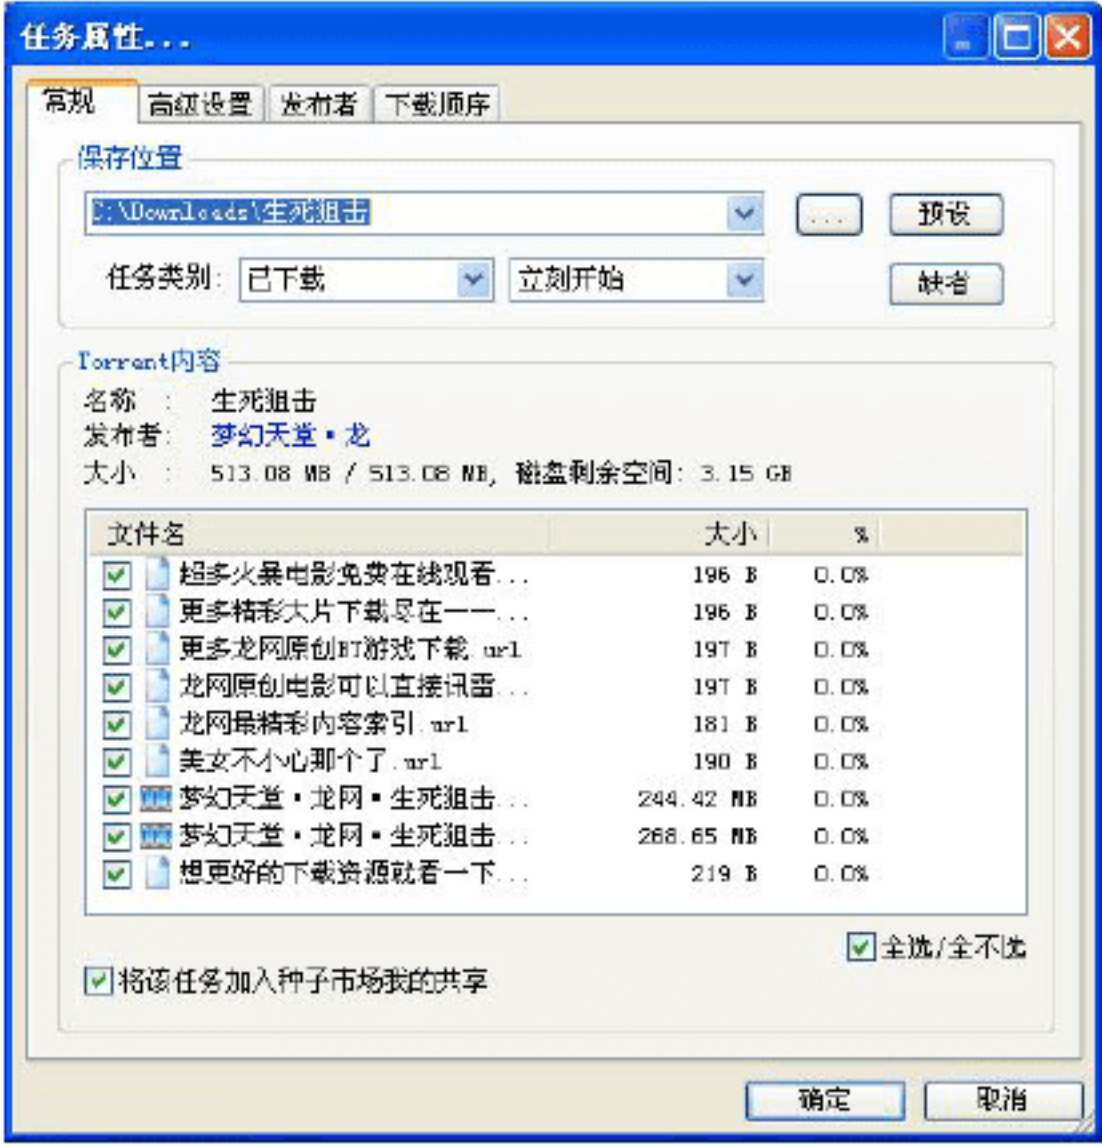 任务属性...
常规 高级设置 发布者 下载顺序
保存位置
C:\Downloads\生死狙击 ... 预设
任务类别: 已下载 立刻开始 缺省
Torrent内容
名称 : 生死狙击
发布者: 梦幻天堂·龙
大小 : 513.08 MB / 513.08 MB, 磁盘剩余空间: 3.15 GB
文件名 大小 %
超多火暴电影免费在线观看... 196 B 0.0%
更多精彩大片下载尽在一一... 196 B 0.0%
更多龙网原创BT游戏下载.url 197 B 0.0%
龙网原创电影可以直接讯雷... 197 B 0.0%
龙网最精彩内容索引.url 181 B 0.0%
美女不小心那个了.url 190 B 0.0%
梦幻天堂·龙网·生死狙击... 244.42 MB 0.0%
梦幻天堂·龙网·生死狙击... 268.65 MB 0.0%
想更好的下载资源就看一下... 219 B 0.0%
全选/全不选
将该任务加入种子市场我的共享
确定 取消